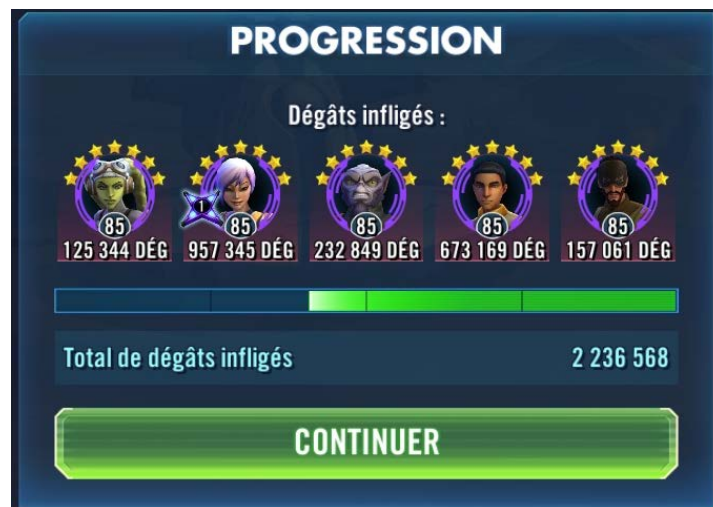 PROGRESSION
Dégâts infligés :
1
85 85 85 85 85
125 344 DÉG 957 345 DÉG 232 849 DÉG 673 169 DÉG 157 061 DÉG
Total de dégâts infligés 2 236 568
CONTINUER